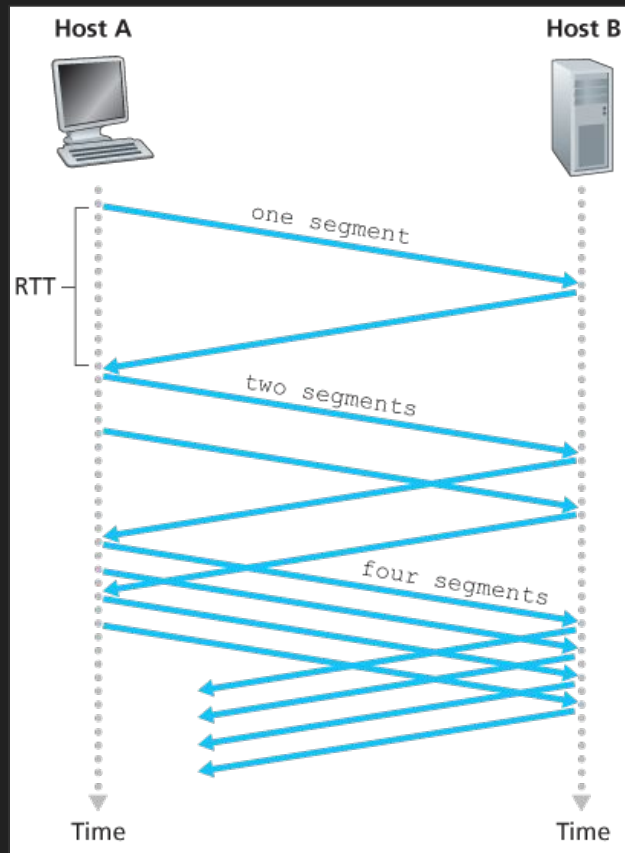 Host A
Host B
one segment
RTT
two segments
four segments
Time
Time